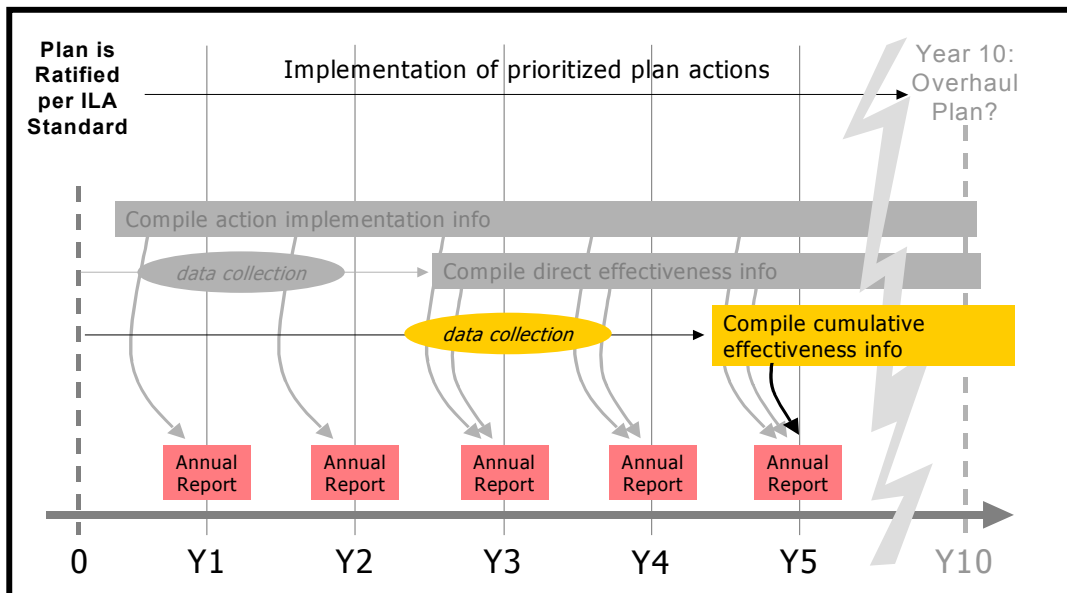 Plan is
Ratified
per ILA
Standard
Implementation of prioritized plan actions
Year 10:
Overhaul
Plan?
Compile action implementation info
data collection
Compile direct effectiveness info
data collection
Compile cumulative
effectiveness info
Annual
Report
Annual
Report
Annual
Report
Annual
Report
Annual
Report
0
Y1
Y2
Y3
Y4
Y5
Y10